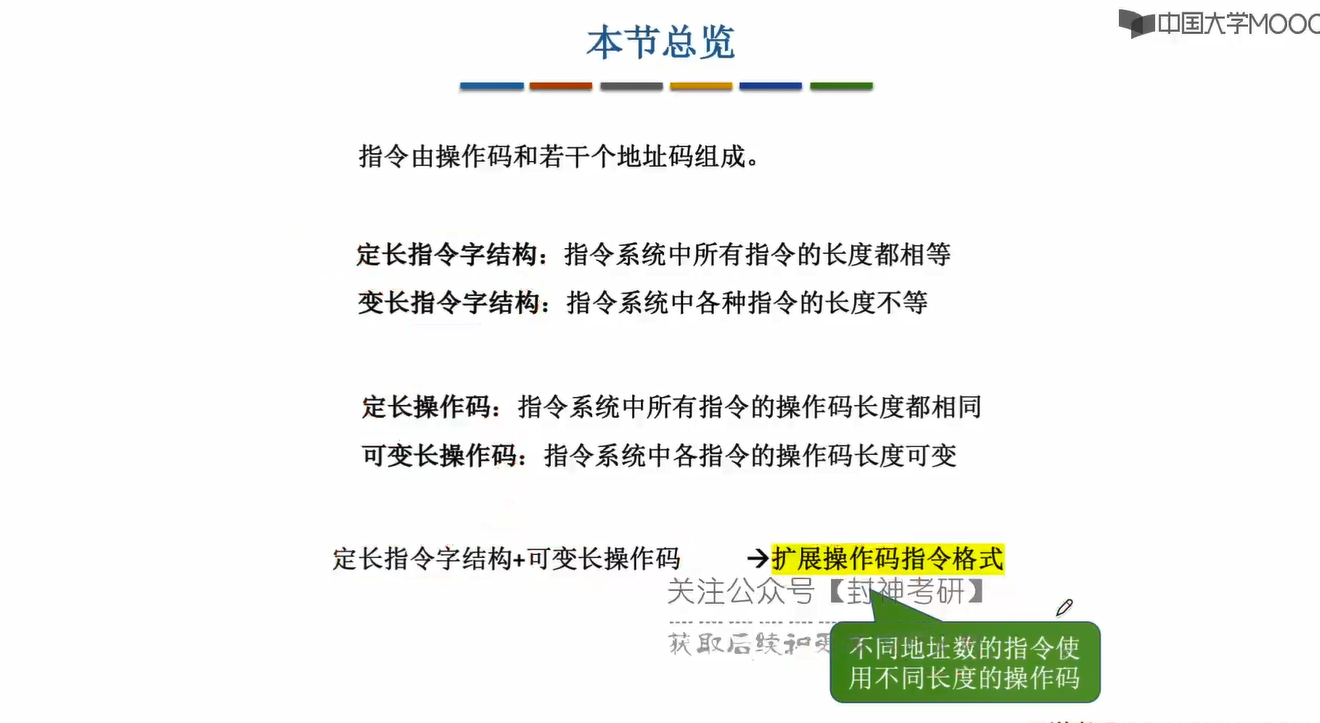 中国大学MOOC
本节总览
指令由操作码和若干个地址码组成。
定长指令字结构：指令系统中所有指令的长度都相等
变长指令字结构：指令系统中各种指令的长度不等
定长操作码：指令系统中所有指令的操作码长度都相同
可变长操作码：指令系统中各指令的操作码长度可变
定长指令字结构+可变长操作码 →扩展操作码指令格式
关注公众号【封神考研】
获取后续和更
不同地址数的指令使
用不同长度的操作码